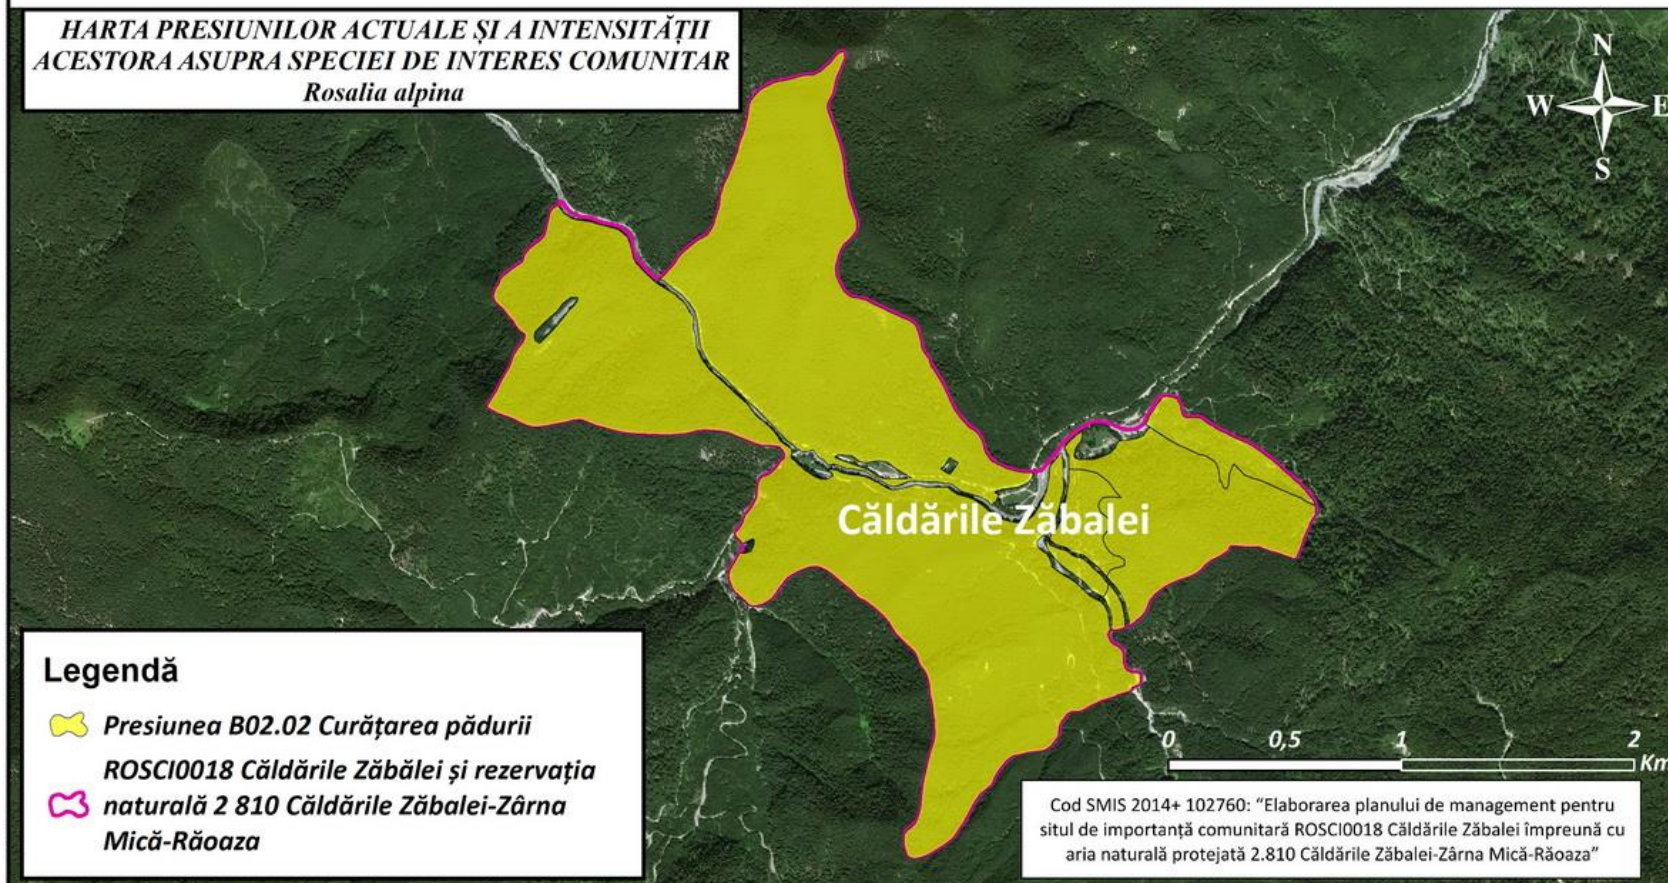 HARTA PRESIUNILOR ACTUALE ȘI A INTENSITĂȚII
ACESTORA ASUPRA SPECIEI DE INTERES COMUNITAR
Rosalia alpina
N
W E
S
Căldările Zăbalei
Legendă
Presiunea B02.02 Curățarea pădurii
ROSCI0018 Căldările Zăbălei și rezervația
naturală 2 810 Căldările Zăbalei-Zârna
Mică-Răoaza
0 0,5 1 2
Km
Cod SMIS 2014+ 102760: “Elaborarea planului de management pentru
situl de importanță comunitară ROSCI0018 Căldările Zăbalei împreună cu
aria naturală protejată 2.810 Căldările Zăbalei-Zârna Mică-Răoaza”